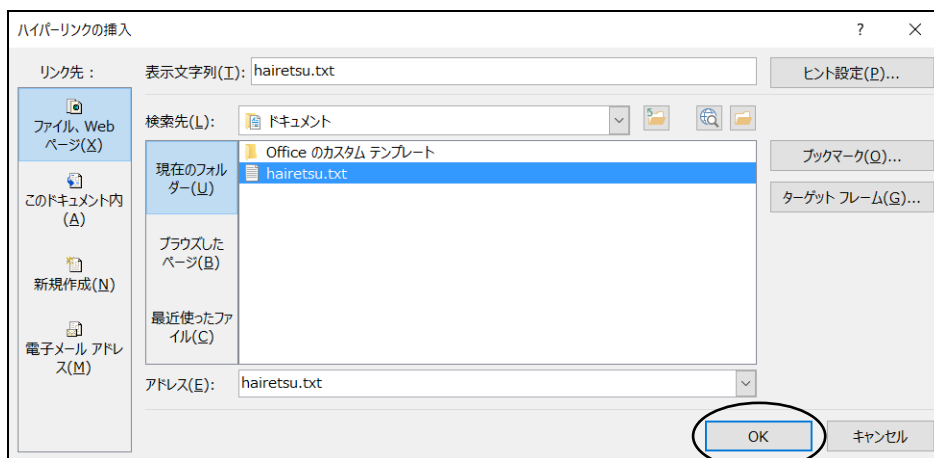 ハイパーリンクの挿入
? ×
リンク先：
表示文字列(T): hairetsu.txt
ヒント設定(P)...
ファイル、Web
ページ(X)
検索先(L): ドキュメント
現在のフォル
ダー(U)
Office のカスタム テンプレート
hairetsu.txt
ブックマーク(O)...
ターゲット フレーム(G)...
このドキュメント内
(A)
ブラウズした
ページ(B)
新規作成(N)
最近使ったファ
イル(C)
電子メール アドレ
ス(M)
アドレス(E): hairetsu.txt
OK
キャンセル